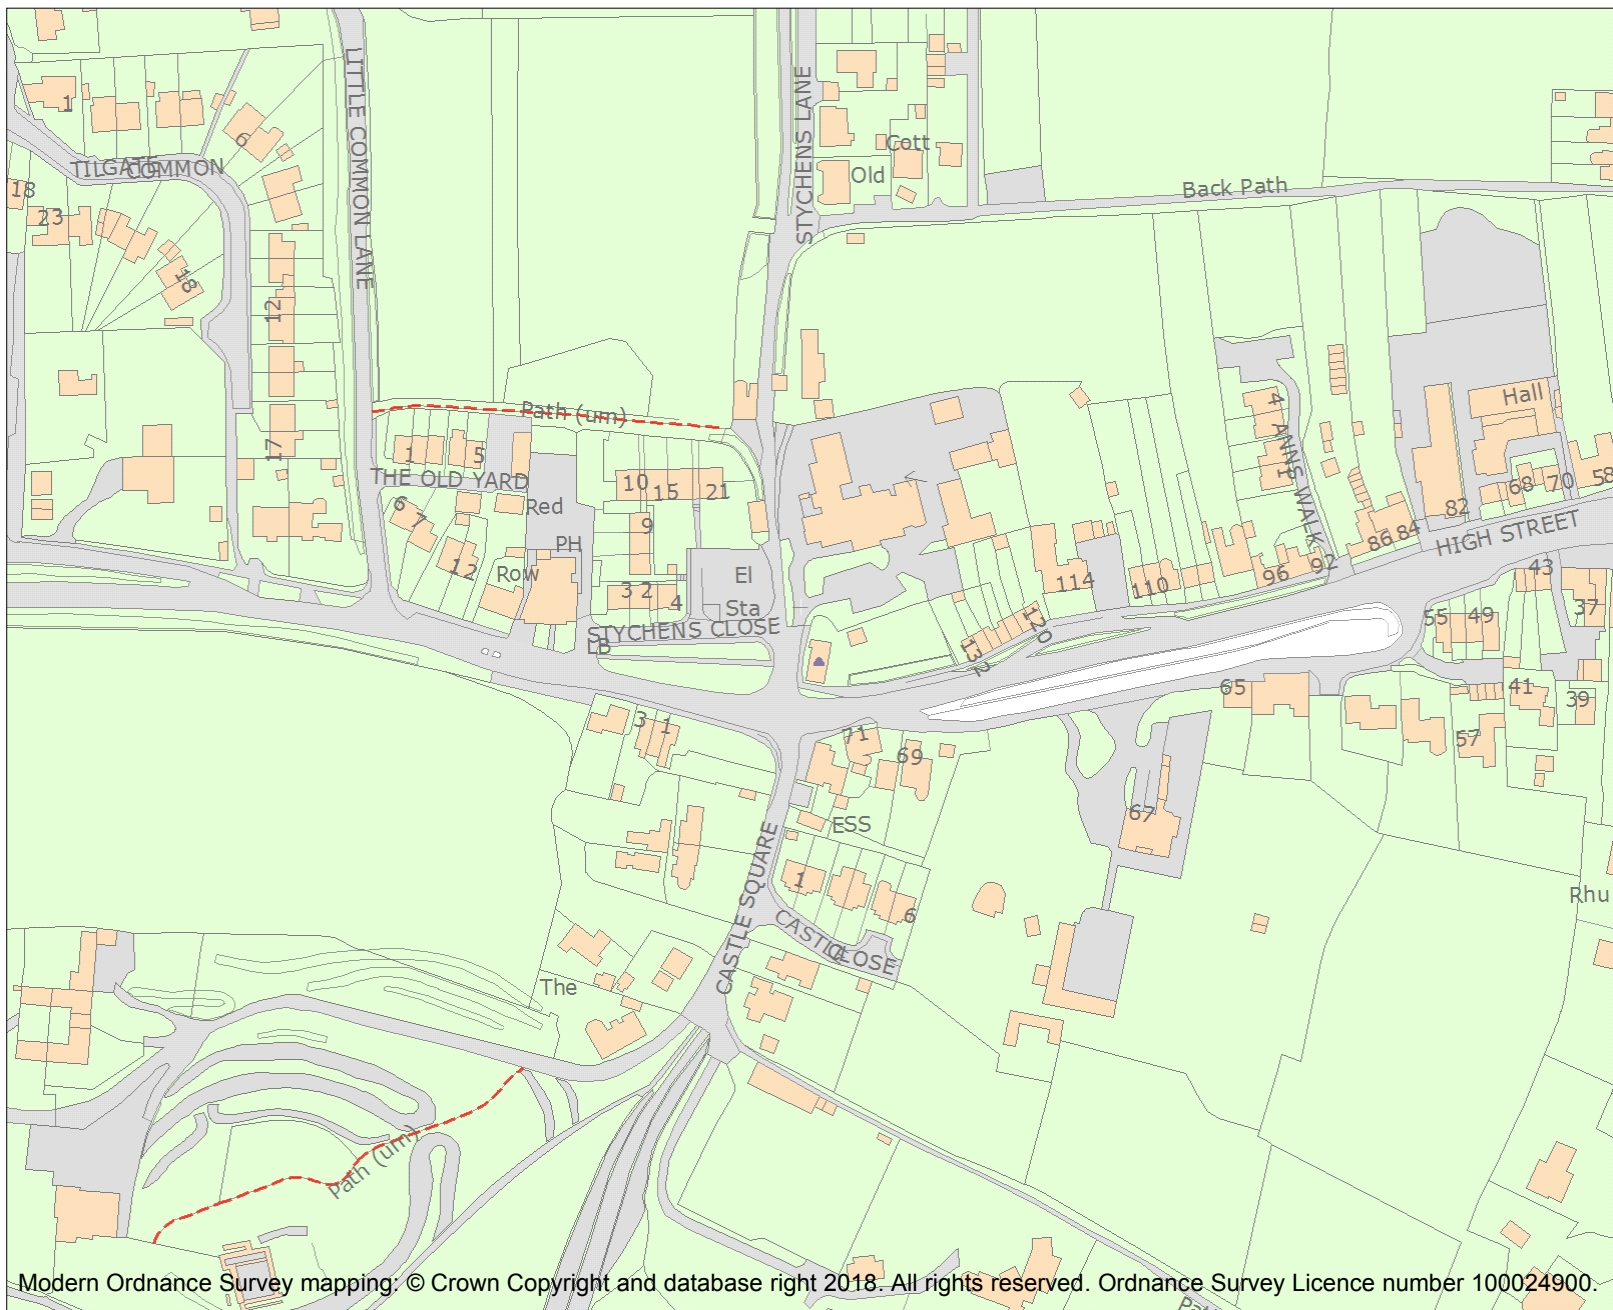 1
TILGATE COMMON
6
18
23
18
12
17
LITTLE COMMON LANE
STYCHENS LANE
Cott
Old
Back Path
Path (um)
1
5
THE OLD YARD
6
7
12
Red
PH
Row
10
15
21
9
3 2
4
El
Sta
STYCHENS CLOSE
LB
4
1
ANNS WALK
Hall
68
70
58
82
86
84
HIGH STREET
92
96
110
114
120
132
43
37
55
49
41
39
57
65
3
1
71
69
67
ESS
CASTLE SQUARE
1
6
CASTLE
CLOSE
Rhu
The
Path (um)
Modern Ordnance Survey mapping: © Crown Copyright and database right 2018. All rights reserved. Ordnance Survey Licence number 100024900.